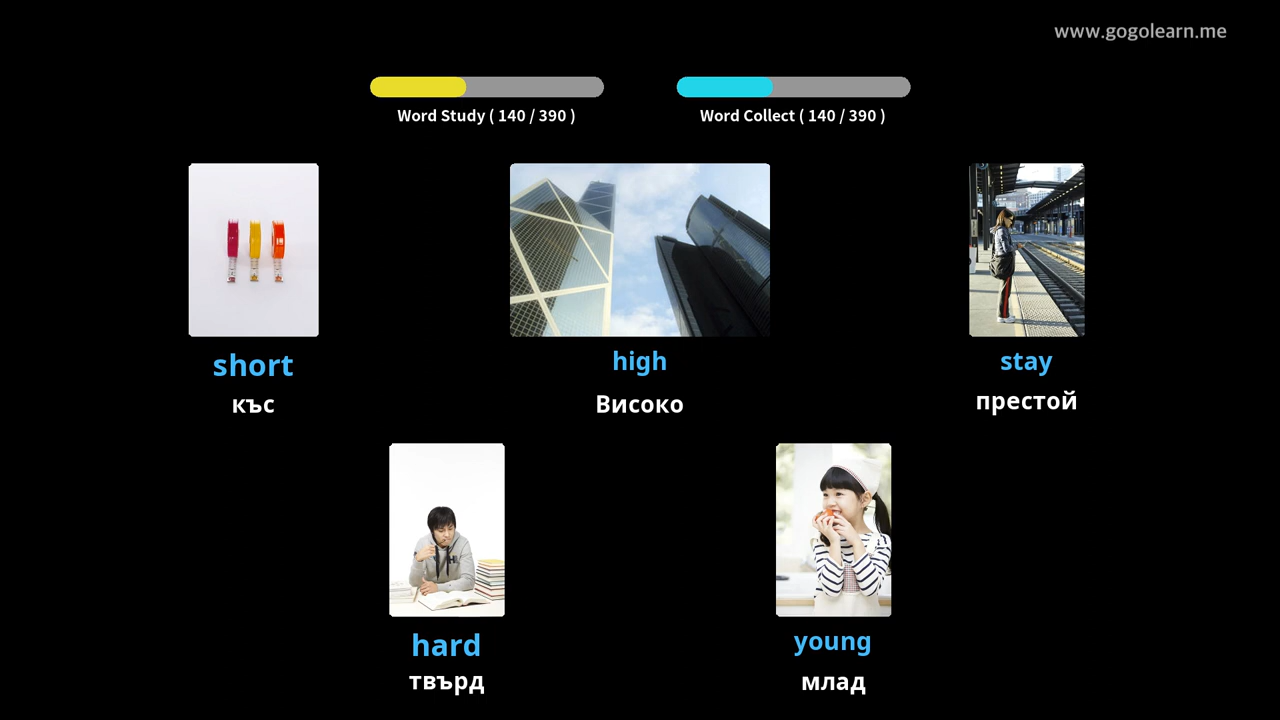 www.gogolearn.me
Word Study ( 140 / 390 )
Word Collect ( 140 / 390 )
short
high
stay
къс
Високо
престой
hard
young
твърд
млад